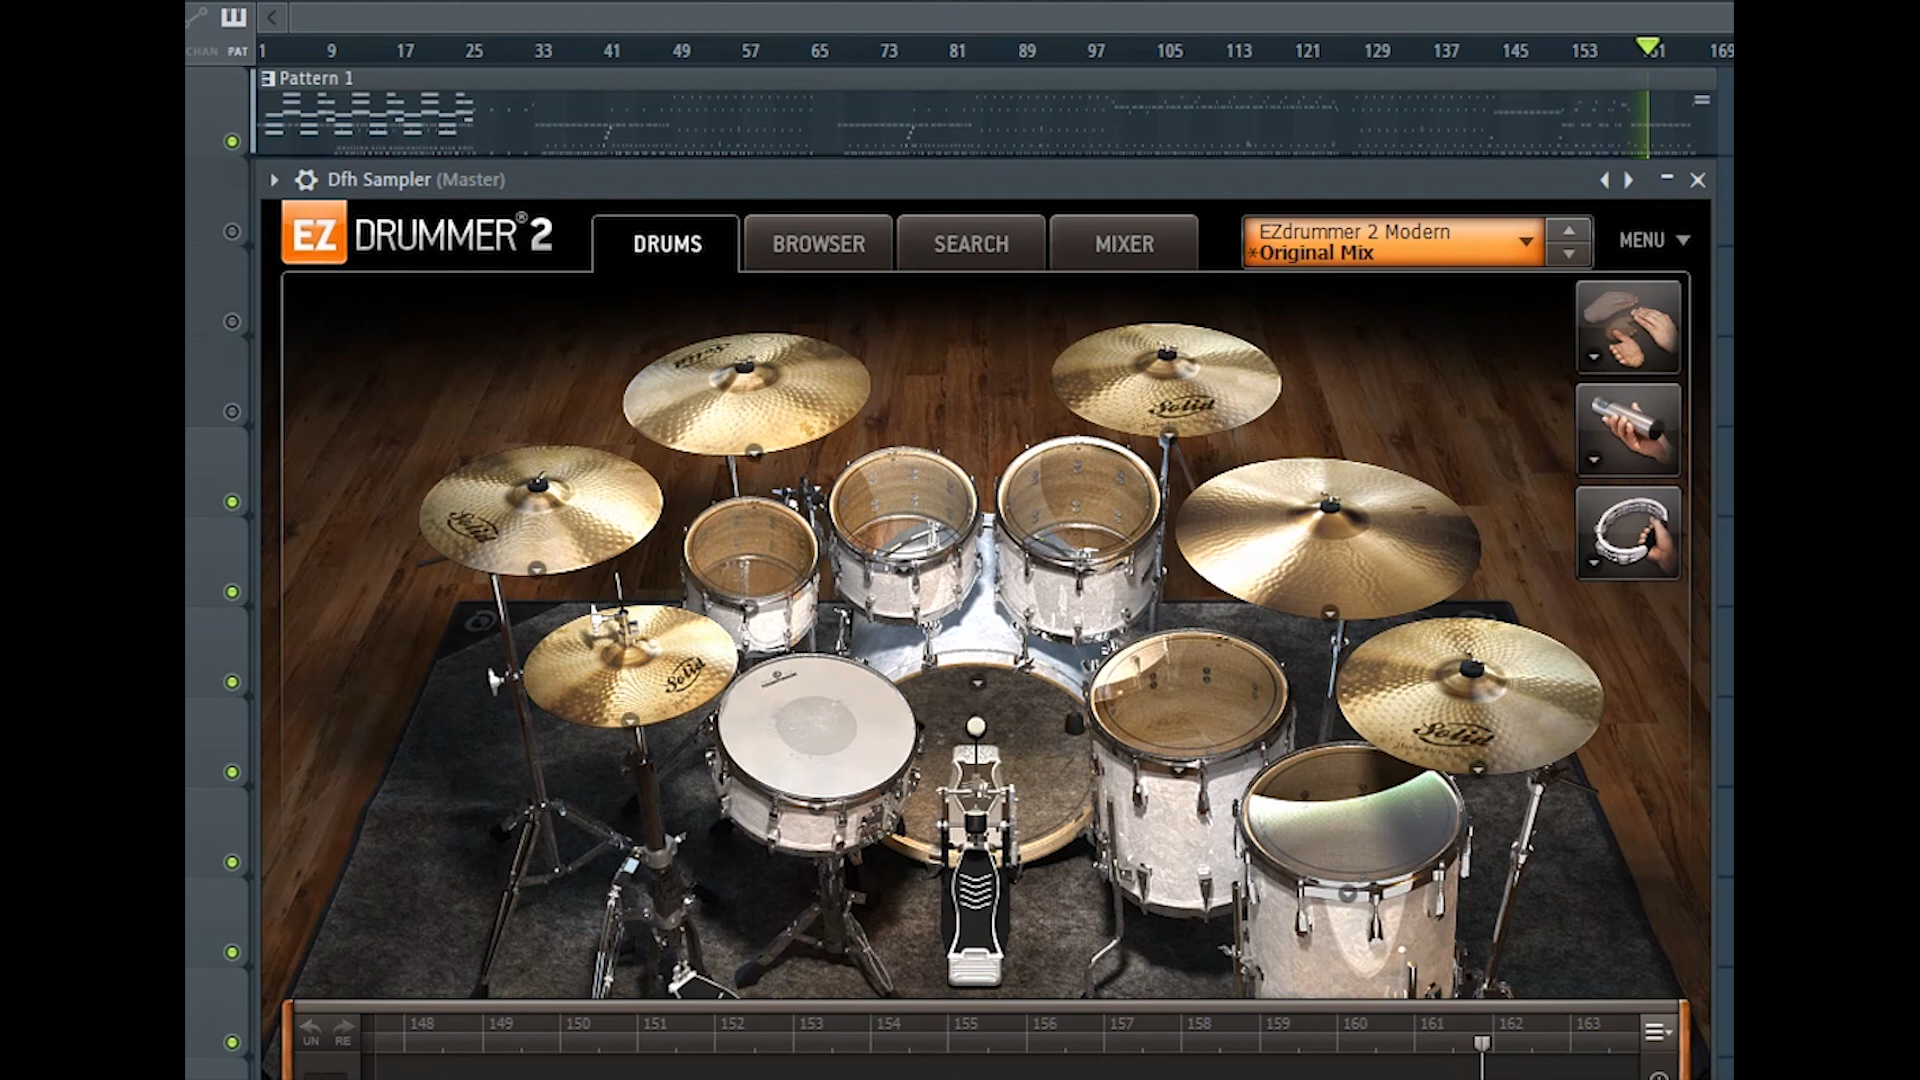 CHAN PAT
1 9 17 25 33 41 49 57 65 73 81 89 97 105 113 121 129 137 145 153 169
Pattern 1
Dfh Sampler (Master)
EZ DRUMMER® 2
DRUMS BROWSER SEARCH MIXER
EZdrummer 2 Modern
*Original Mix
MENU
Solid
Solid
Solid
Solid
148 149 150 151 152 153 154 155 156 157 158 159 160 161 162 163
UN RE